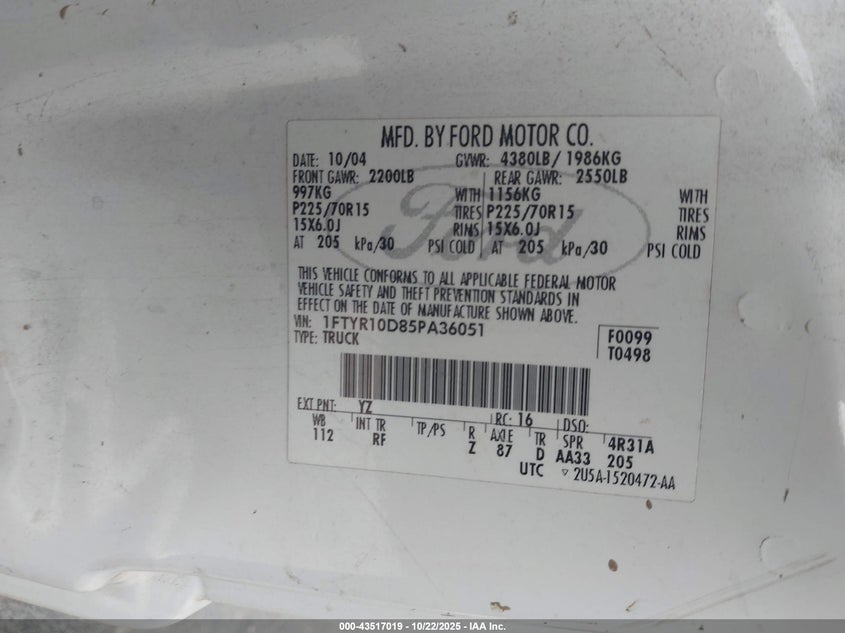 MFD. BY FORD MOTOR CO.
DATE: 10/04 GVWR: 4380LB/ 1986KG
FRONT GAWR: 2200LB REAR GAWR: 2550LB
997KG WITH 1156KG WITH
P225/70R15 TIRES P225/70R15 TIRES
15X6.0J RIMS 15X6.0J RIMS
AT 205 kPa/30 PSI COLD AT 205 kPa/30 PSI COLD
Ford
THIS VEHICLE CONFORMS TO ALL APPLICABLE FEDERAL MOTOR
VEHICLE SAFETY AND THEFT PREVENTION STANDARDS IN
EFFECT ON THE DATE OF MANUFACTURE SHOWN ABOVE.
VIN: 1FTYR10D85PA36051 F0099
TYPE: TRUCK T0498
EXT PNT: YZ RC: 16 DSO:
WB INT TR TP/PS R AXLE TR SPR 4R31A
112 RF Z 87 D AA33 205
UTC ▽ 2U5A-1520472-AA
000-43517019 - 10/22/2025 - IAA Inc.